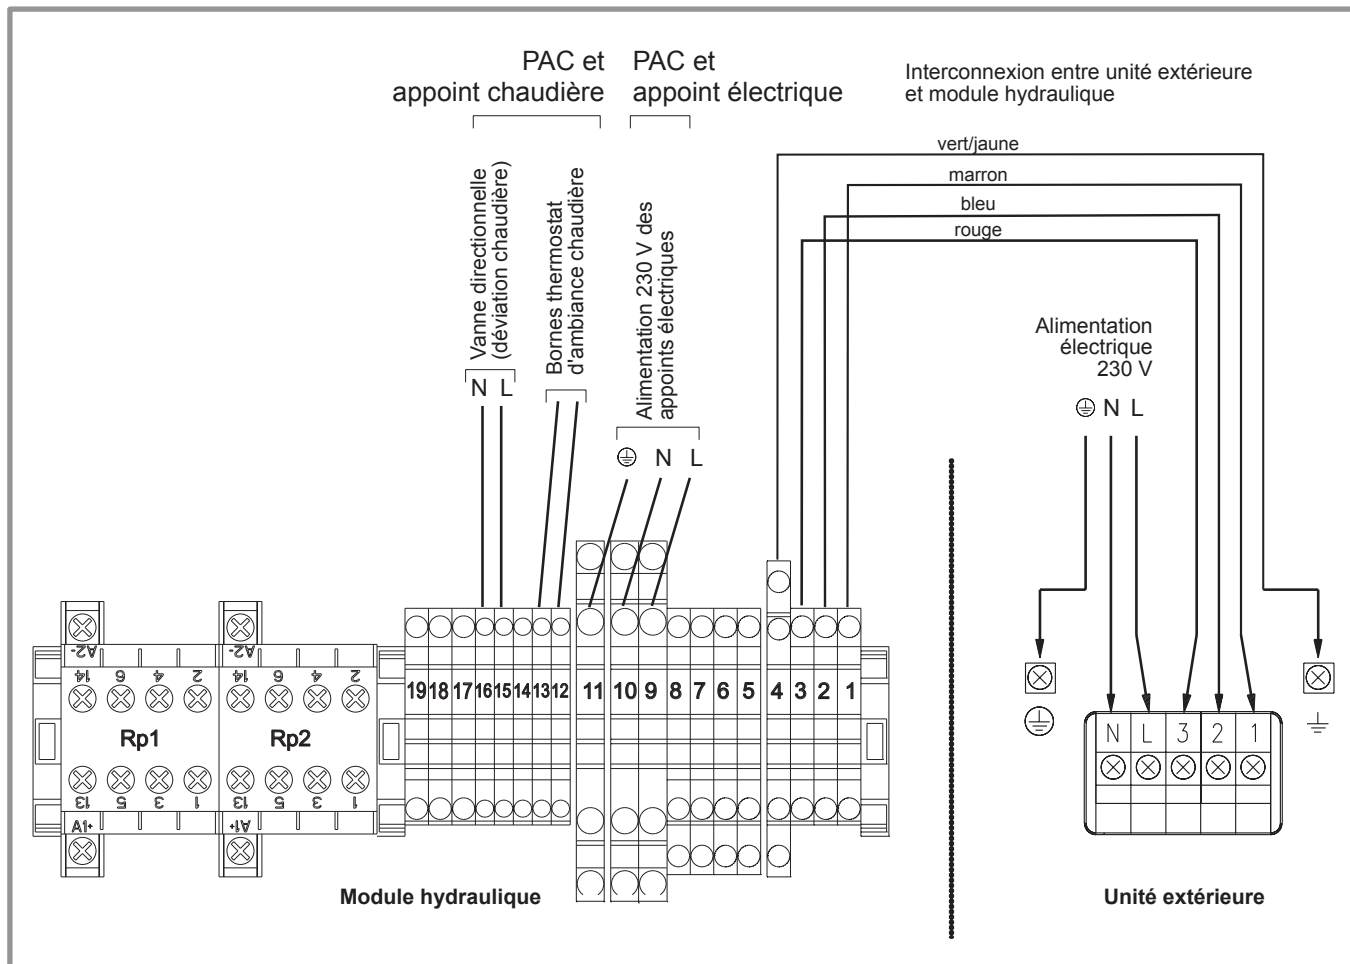 PAC et
appoint chaudière
PAC et
appoint électrique
Interconnexion entre unité extérieure
et module hydraulique
vert/jaune
marron
bleu
rouge
Vanne directionnelle
(déviation chaudière)
N L
Bornes thermostat
d'ambiance chaudière
Alimentation 230 V des
appoints électriques
N L
Alimentation
électrique
230 V
N L
A2- A2-
14 6 4 2 14 6 4 2
Rp1 Rp2
13 5 3 1 13 5 3 1
A1+ A1+
19 18 17 16 15 14 13 12 11 10 9 8 7 6 5 4 3 2 1
N L 3 2 1
Module hydraulique
Unité extérieure